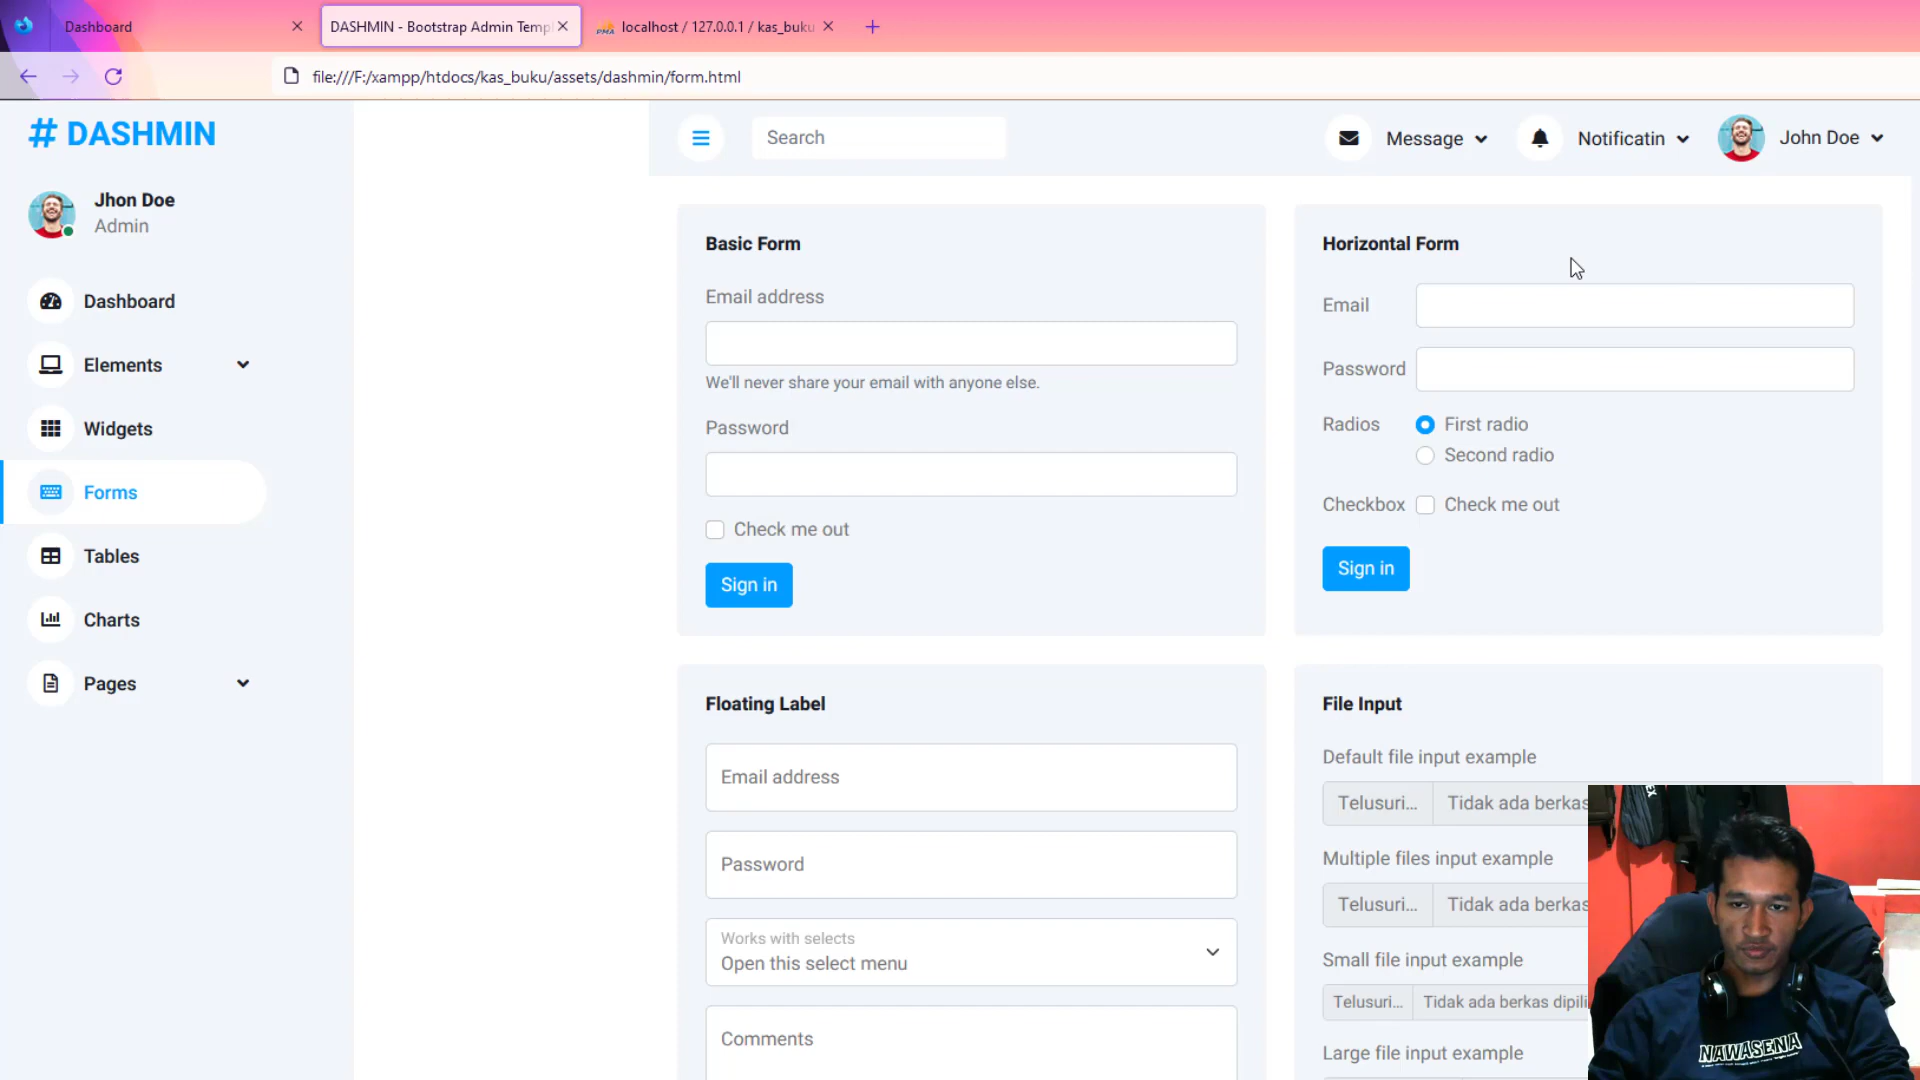 Dashboard
DASHMIN - Bootstrap Admin Temp
PMA localhost / 127.0.0.1 / kas_buku
file:///F:/xampp/htdocs/kas_buku/assets/dashmin/form.html
# DASHMIN
Search
Message
Notificatin
John Doe
Jhon Doe
Admin
Dashboard
Elements
Widgets
Forms
Tables
Charts
Pages
Basic Form
Email address
We'll never share your email with anyone else.
Password
Check me out
Sign in
Horizontal Form
Email
Password
Radios
First radio
Second radio
Checkbox
Check me out
Sign in
Floating Label
Email address
Password
Works with selects
Open this select menu
Comments
File Input
Default file input example
Telusuri... Tidak ada berkas
Multiple files input example
Telusuri... Tidak ada berkas
Small file input example
Telusuri... Tidak ada berkas dipili
Large file input example
NAWASENA